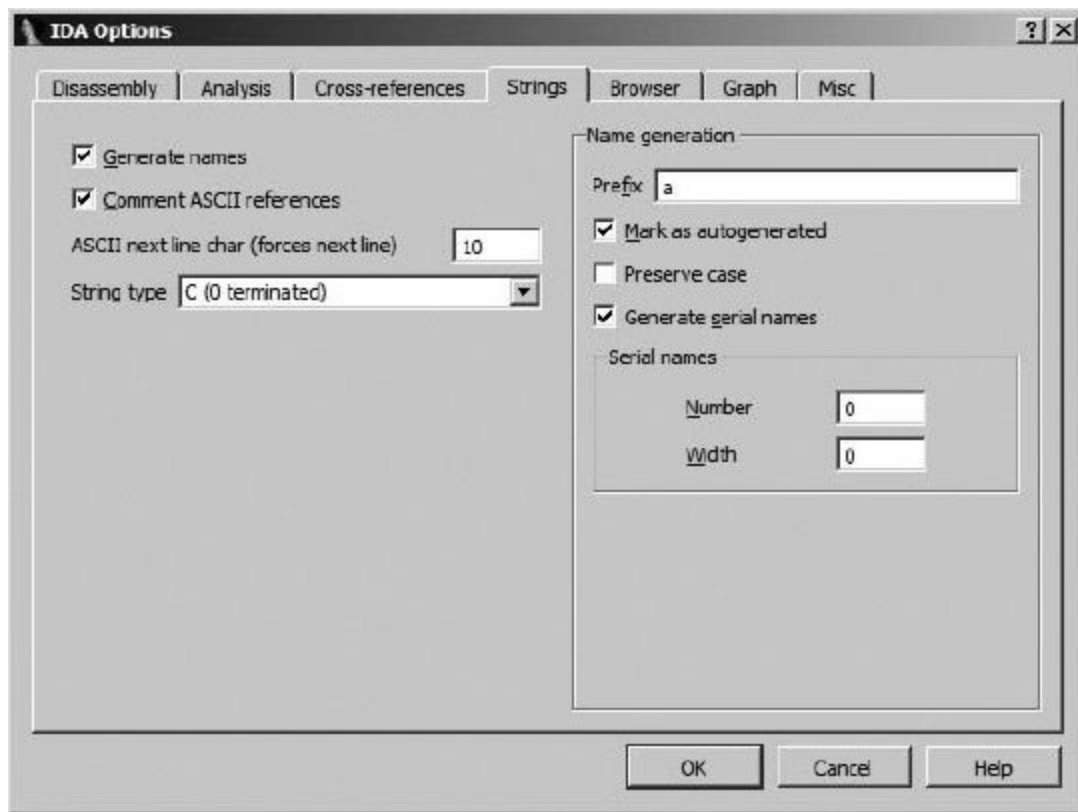 IDA Options
Disassembly Analysis Cross-references Strings Browser Graph Misc
Generate names
Comment ASCII references
ASCII next line char (forces next line) 10
String type C (0 terminated)
Name generation
Prefix a
Mark as autogenerated
Preserve case
Generate serial names
Serial names
Number 0
Width 0
OK Cancel Help